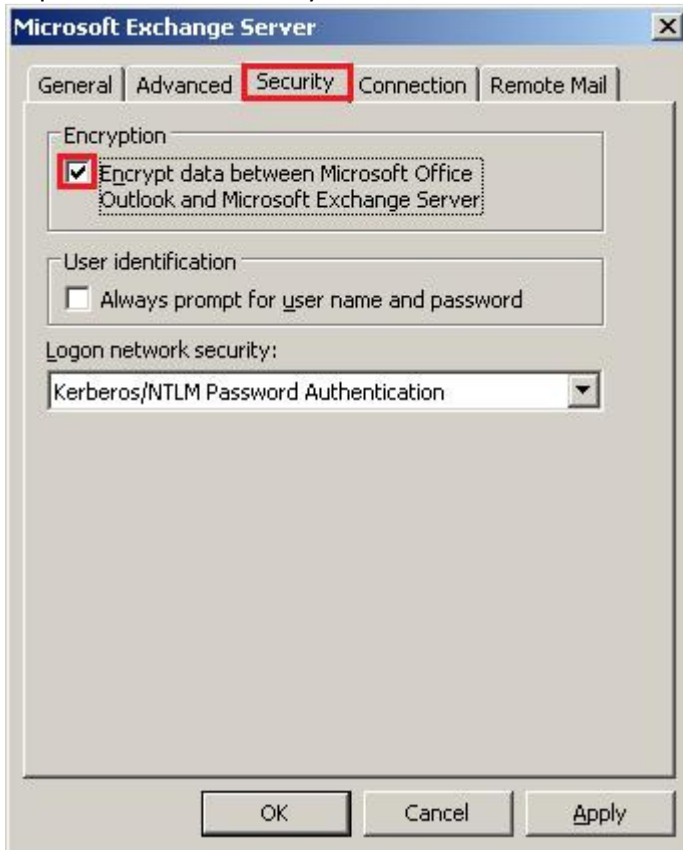 Microsoft Exchange Server
General
Advanced
Security
Connection
Remote Mail
Encryption
Encrypt data between Microsoft Office
Outlook and Microsoft Exchange Server
User identification
Always prompt for user name and password
Logon network security:
Kerberos/NTLM Password Authentication
OK
Cancel
Apply